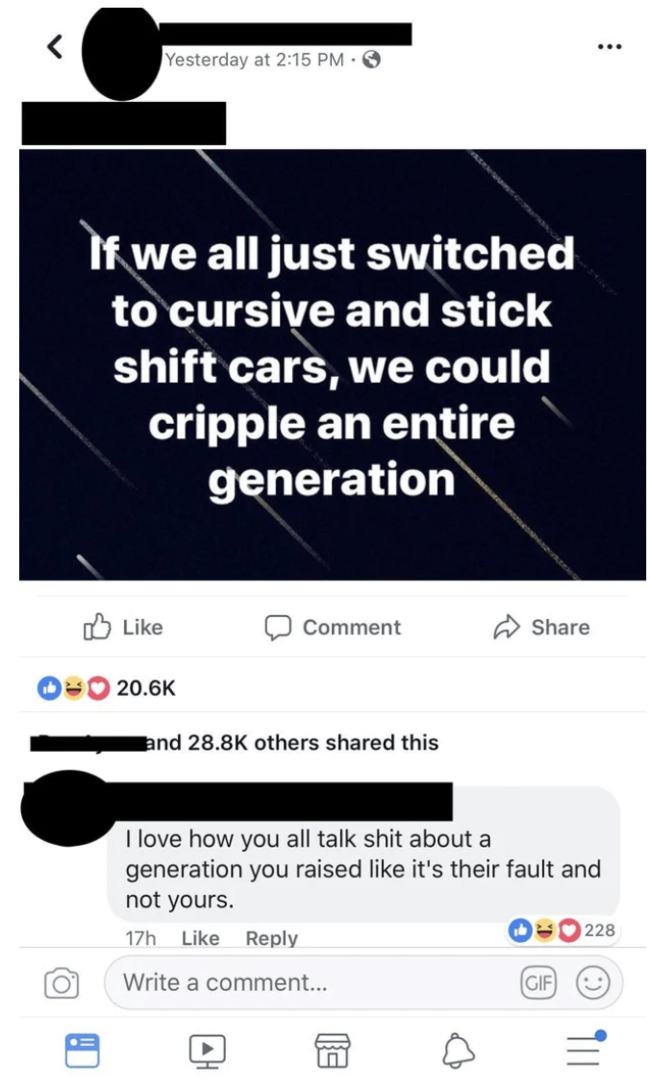 Yesterday at 2:15 PM ·
If we all just switched
to cursive and stick
shift cars, we could
cripple an entire
generation
Like Comment Share
20.6K
and 28.8K others shared this
I love how you all talk shit about a
generation you raised like it's their fault and
not yours.
17h Like Reply 228
Write a comment... GIF